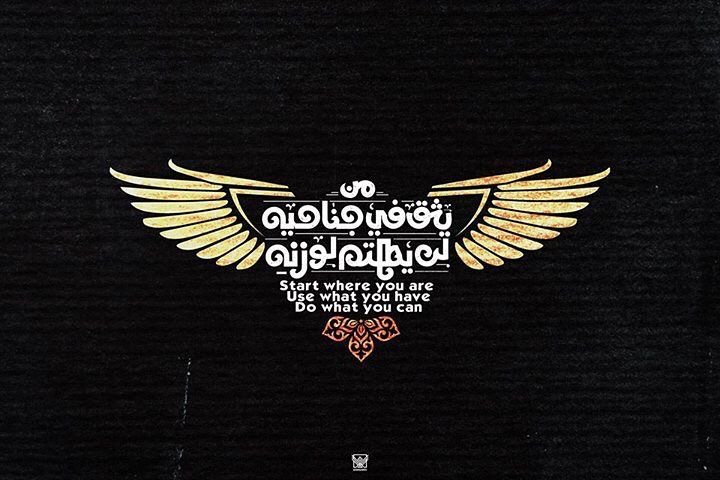 من
يثق في جناحيه
لن يهتم لوزنه
Start where you are
Use what you have
Do what you can